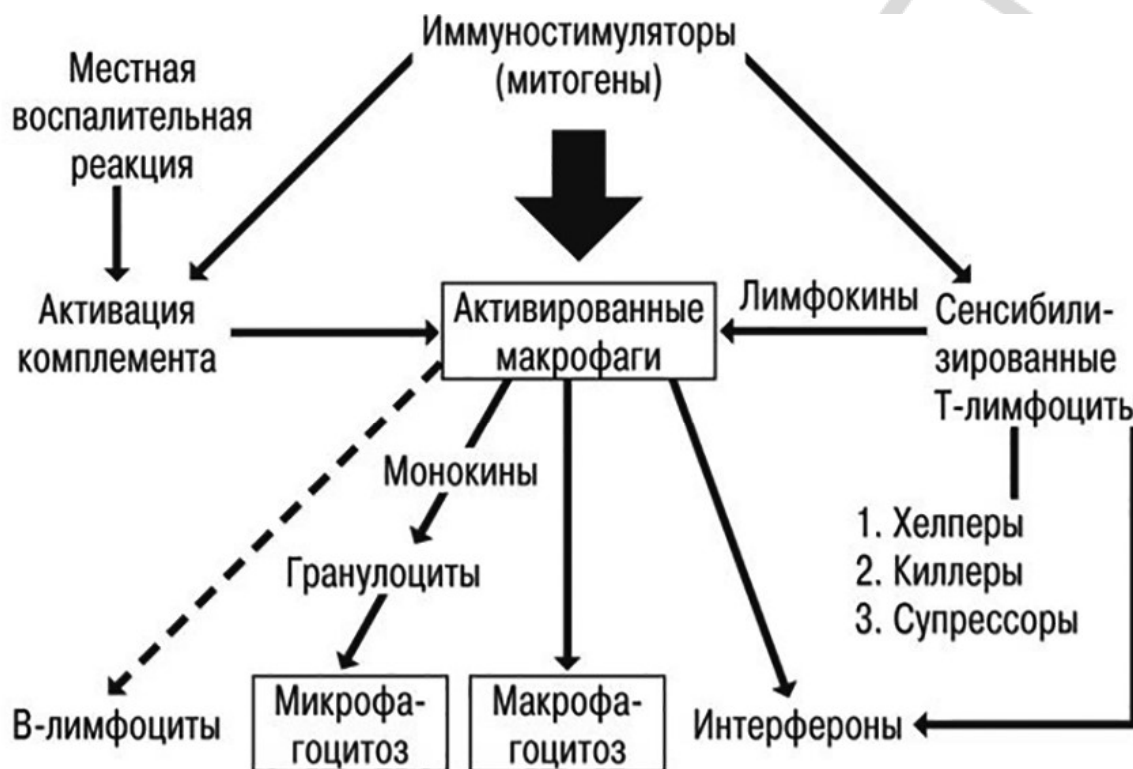 Иммуностимуляторы
(митогены)
Местная
воспалительная
реакция
Активация
комплемента
Активированные
макрофаги
Лимфокины
Сенсибили-
зированные
Т-лимфоцить
Монокины
Гранулоциты
1. Хелперы
2. Киллеры
3. Супрессоры
В-лимфоциты
Микрофа-
гоцитоз
Макрофа-
гоцитоз
Интерфероны